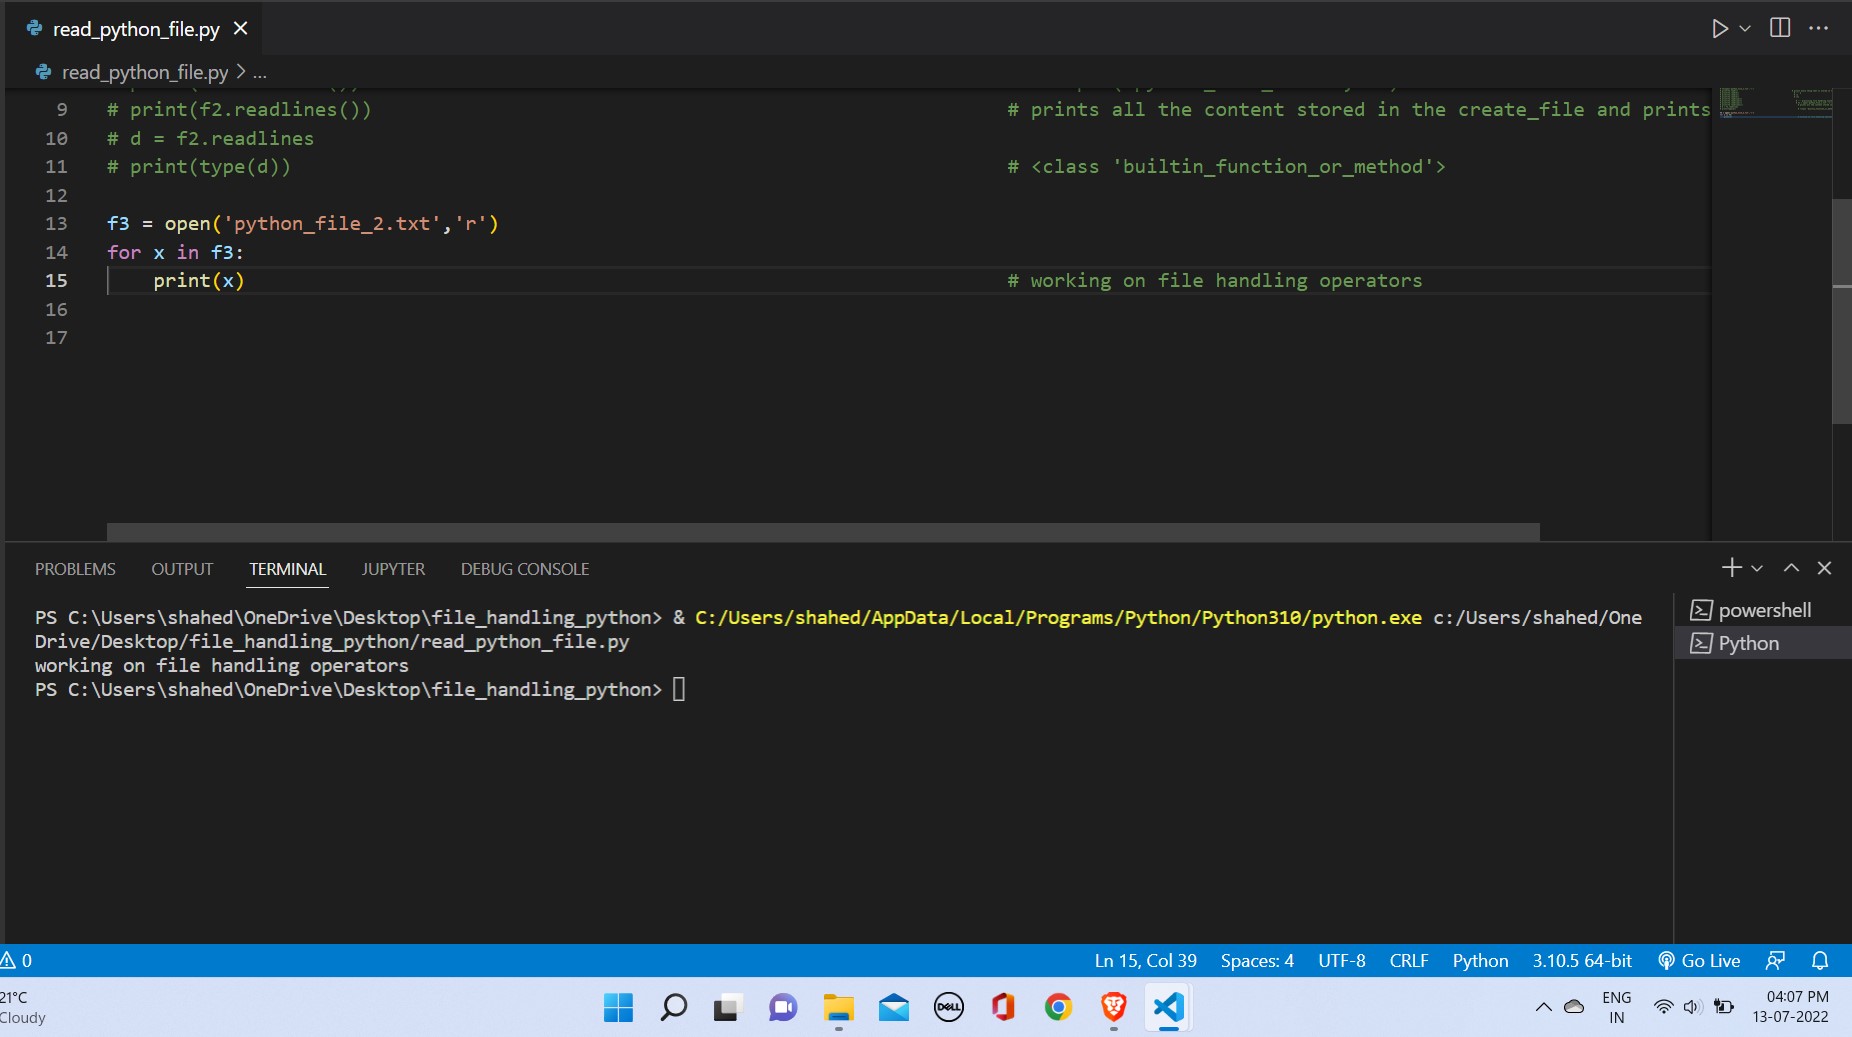 read_python_file.py
read_python_file.py > ...
9 # print(f2.readlines()) # prints all the content stored in the create_file and prints
10 # d = f2.readlines
11 # print(type(d)) # <class 'builtin_function_or_method'>
12
13 f3 = open('python_file_2.txt','r')
14 for x in f3:
15 print(x) # working on file handling operators
16
17
PROBLEMS OUTPUT TERMINAL JUPYTER DEBUG CONSOLE
PS C:\Users\shahed\OneDrive\Desktop\file_handling_python> & C:/Users/shahed/AppData/Local/Programs/Python/Python310/python.exe c:/Users/shahed/One
Drive/Desktop/file_handling_python/read_python_file.py
working on file handling operators
PS C:\Users\shahed\OneDrive\Desktop\file_handling_python>
powershell
Python
0 Ln 15, Col 39 Spaces: 4 UTF-8 CRLF Python 3.10.5 64-bit Go Live
21°C
Cloudy
DELL
ENG
IN
04:07 PM
13-07-2022